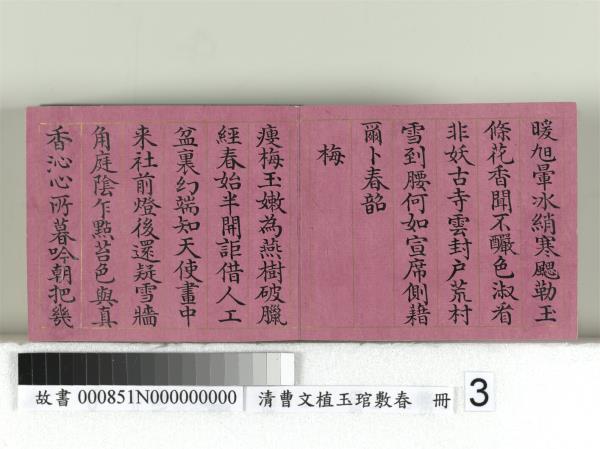 暖旭暈冰綃寒颸勒玉
條花香聞不釅色淑看
非妖古寺雲封戸荒村
雪到腰何如宣席側藉
爾卜春韶
梅
瘦梅玉嫩為燕樹破臘
經春始半開詎借人工
盆裏幻端知天使畫中
来社前燈後還疑雪牆
角庭陰乍點苔色與真
香沁心所暮吟朝把幾
故書 000851N000000000
清曹文植玉琯敷春 冊
3